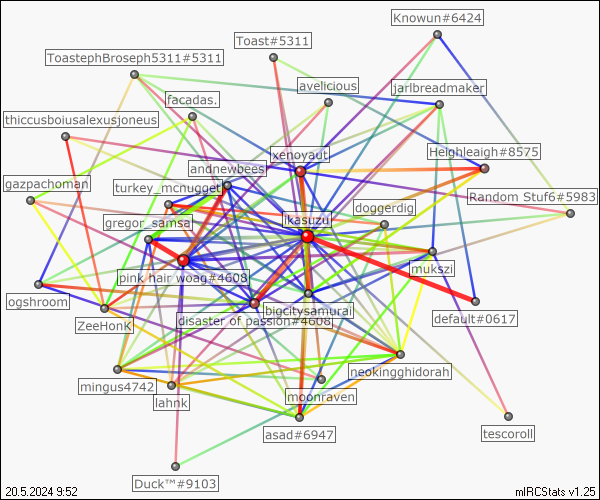 Knowun#6424
Toast#5311
ToastephBroseph5311#5311
avelicious
jarlbreadmaker
facadas.
thiccusboiusalexusjoneus
xenoyaut
Heighleaigh#8575
andnewbees
gazpachoman
turkey_mcnugget
Random Stuf6#5983
doggerdig
ikasuzu
gregor_samsa
mukszi
pink hair woag#4608
ogshroom
bigcitysamurai
default#0617
disaster of passion#4608
ZeeHonK
neokingghidorah
mingus4742
moonraven
lahnk
asad#6947
tescoroll
Duck™#9103
20.5.2024 9:52
mIRCStats v1.25